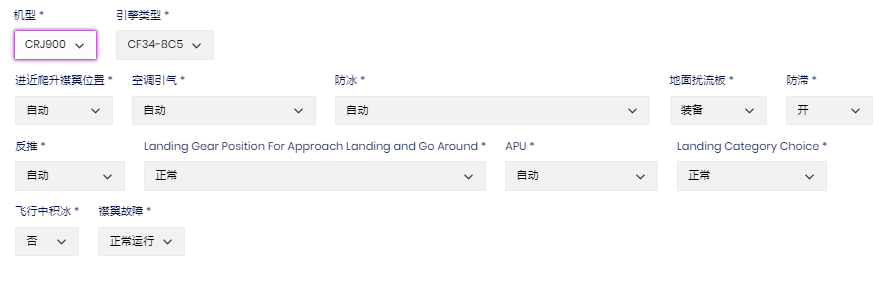 机型 * 引擎类型 *
CRJ900 CF34-8C5
进近爬升襟翼位置 * 空调引气 * 防冰 * 地面扰流板 * 防滞 *
自动 自动 自动 装备 开
反推 * Landing Gear Position For Approach Landing and Go Around * APU * Landing Category Choice *
自动 正常 自动 正常
飞行中积冰 * 襟翼故障 *
否 正常运行